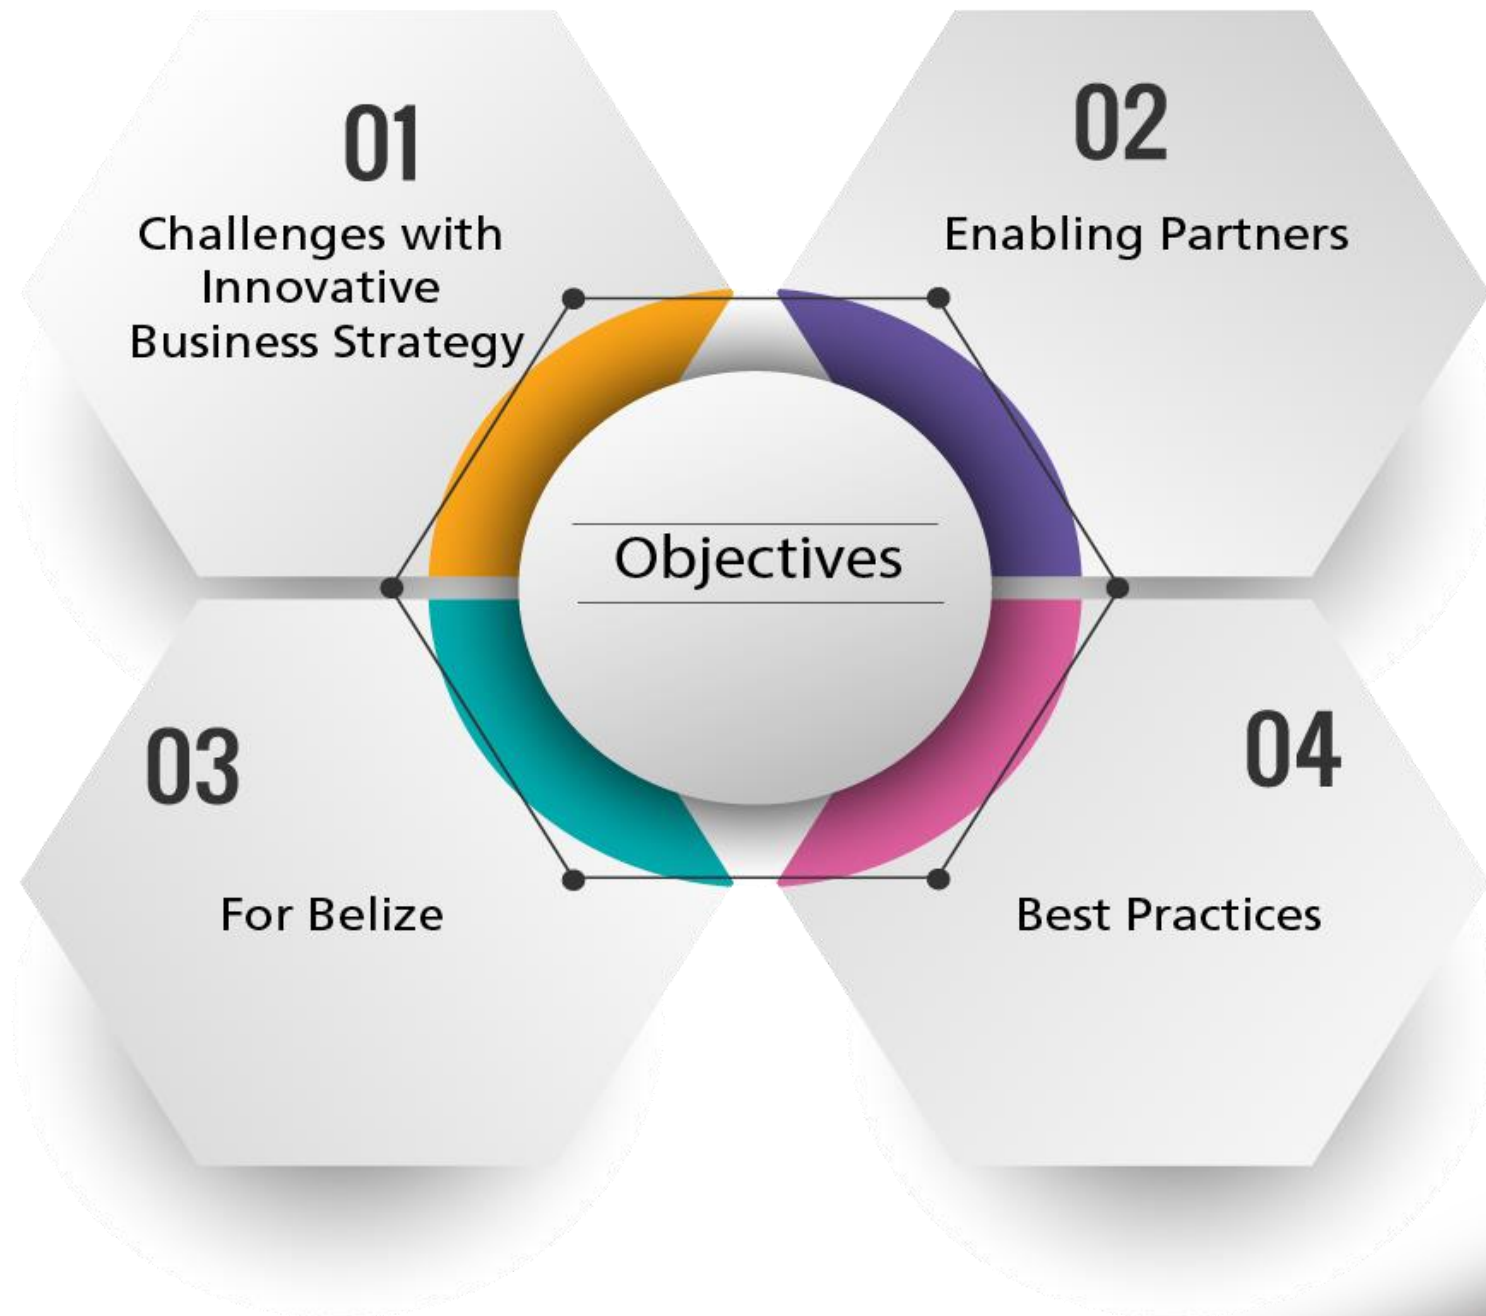 01
Challenges with
Innovative
Business Strategy
02
Enabling Partners
Objectives
03
For Belize
04
Best Practices